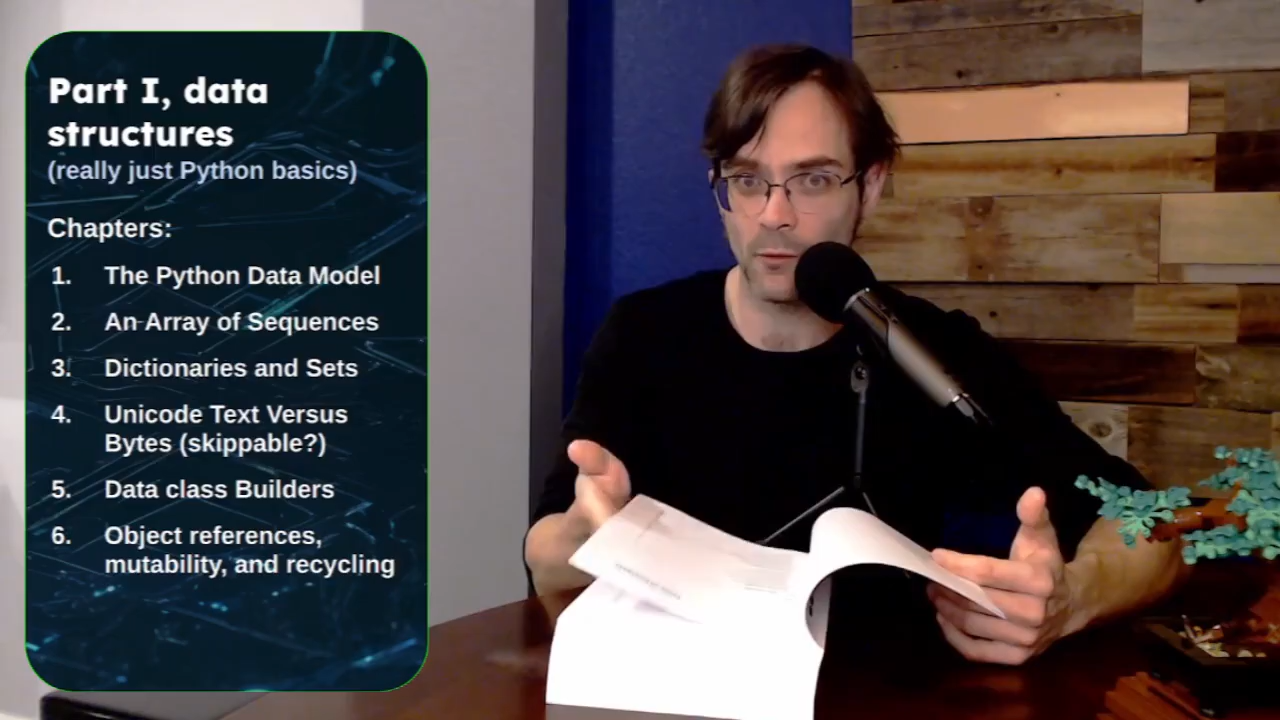 Part I, data
structures
(really just Python basics)
Chapters:
1. The Python Data Model
2. An Array of Sequences
3. Dictionaries and Sets
4. Unicode Text Versus
Bytes (skippable?)
5. Data class Builders
6. Object references,
mutability, and recycling